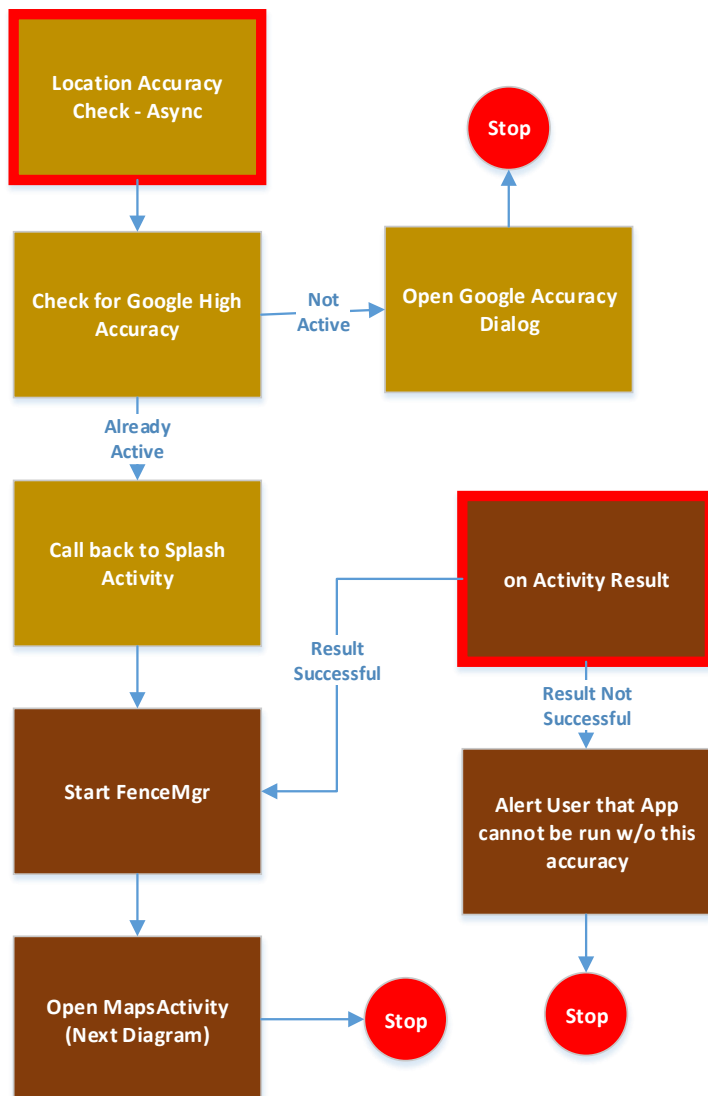 Location Accuracy
Check - Async
Stop
Check for Google High
Accuracy
Not
Active
Open Google Accuracy
Dialog
Already
Active
Call back to Splash
Activity
on Activity Result
Result
Successful
Result Not
Successful
Start FenceMgr
Alert User that App
cannot be run w/o this
accuracy
Open MapsActivity
(Next Diagram)
Stop
Stop